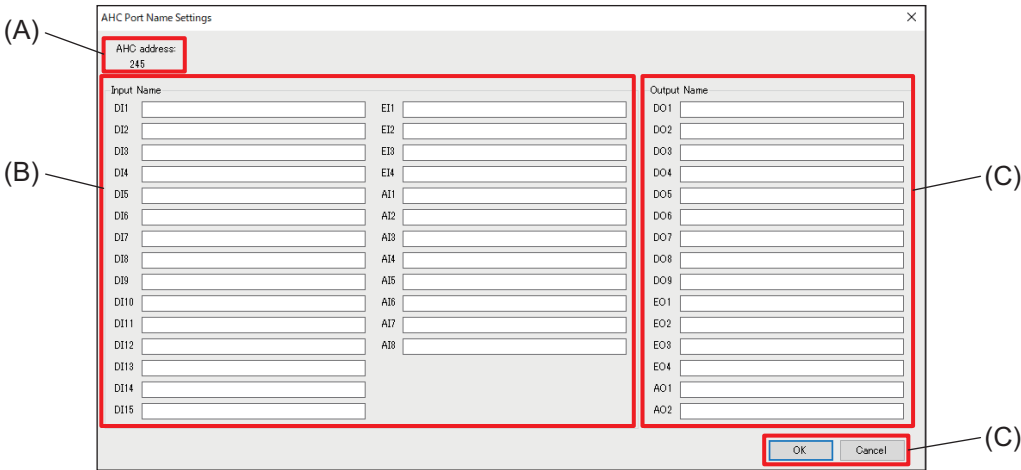 AHC Port Name Settings
(A)
AHC address:
245
Input Name
Output Name
DI1 EI1 DO1
DI2 EI2 DO2
DI3 EI3 DO3
DI4 EI4 DO4
(B)
(C)
DI5 AI1 DO5
DI6 AI2 DO6
DI7 AI3 DO7
DI8 AI4 DO8
DI9 AI5 DO9
DI10 AI6 EO1
DI11 AI7 EO2
DI12 AI8 EO3
DI13 EO4
DI14 AO1
DI15 AO2
OK Cancel
(C)